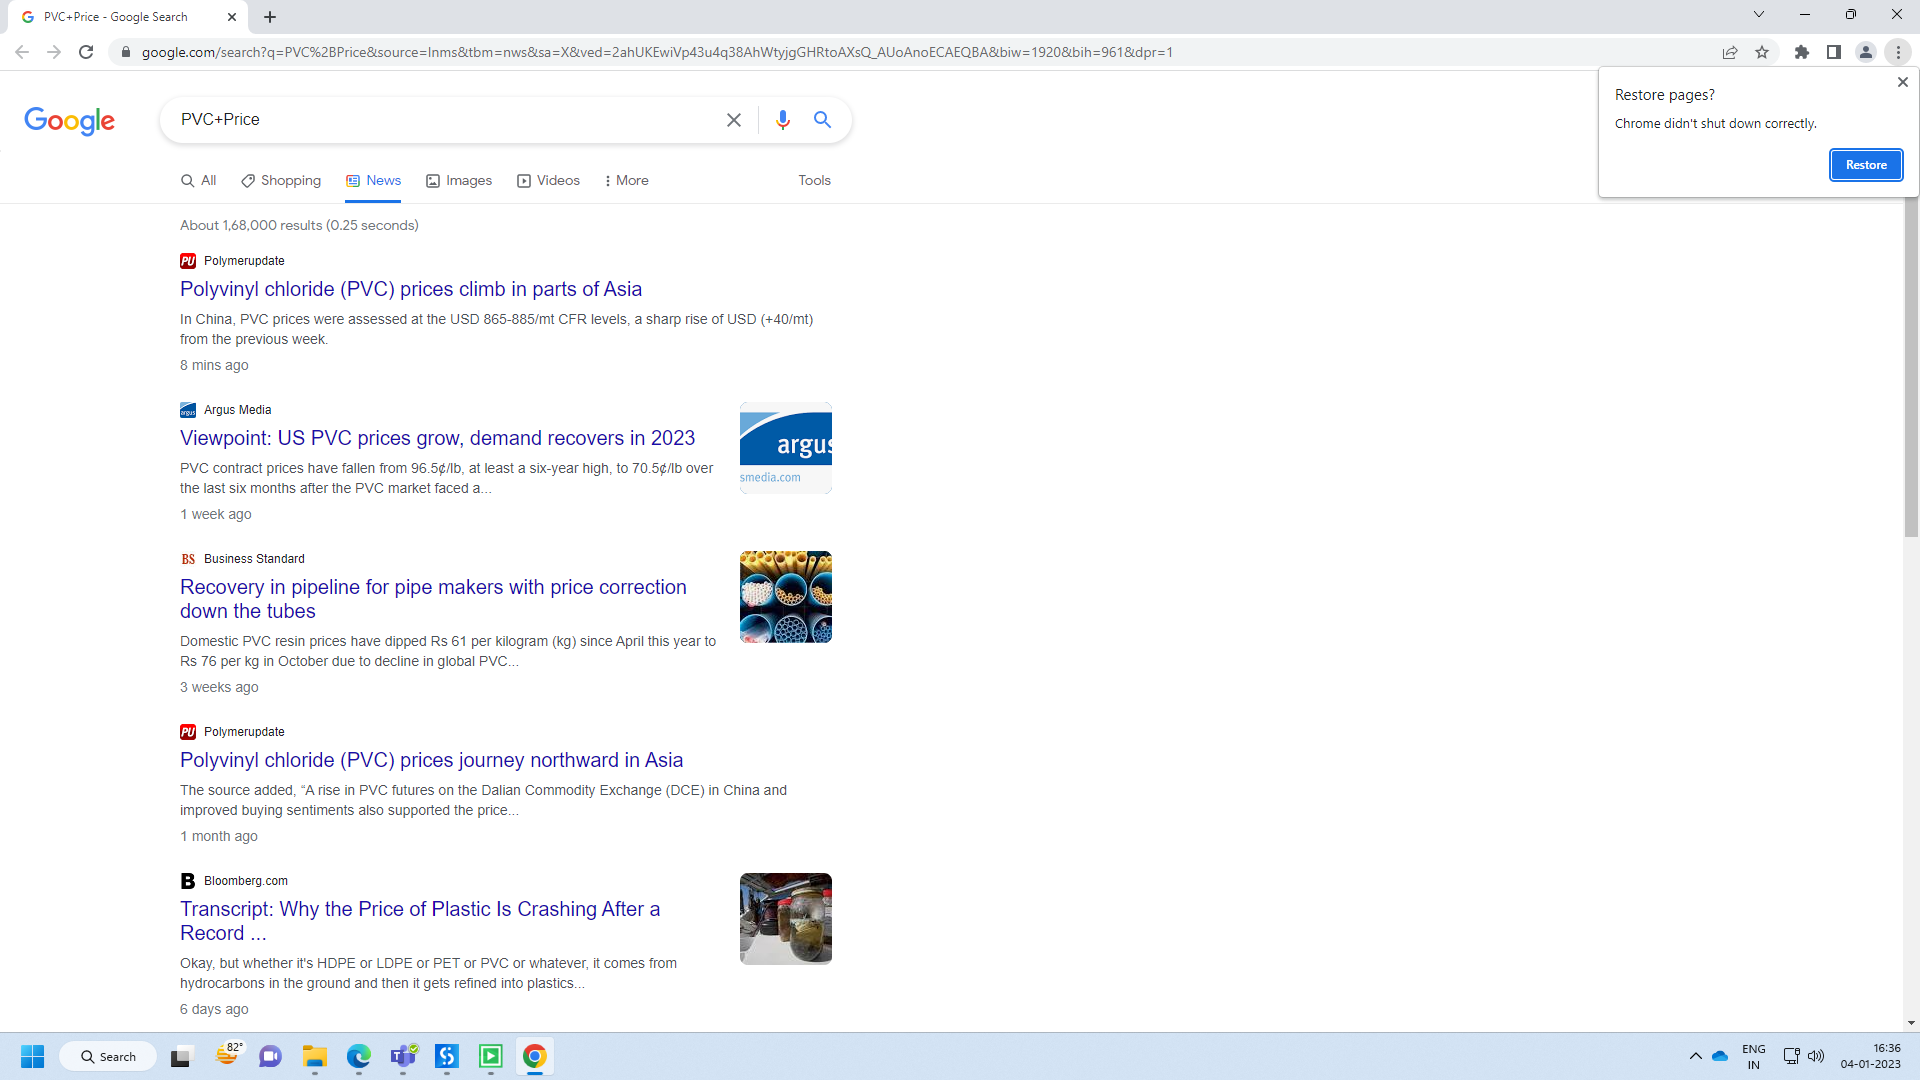 PVC+Price - Google Search
google.com/search?q=PVC%2BPrice&source=lnms&tbm=nws&sa=X&ved=2ahUKEwiVp43u4q38AhWtyjgGHRtoAXsQ_AUoAnoECAEQBA&biw=1920&bih=961&dpr=1
Restore pages?
Chrome didn't shut down correctly.
Restore
Google
PVC+Price
All
Shopping
News
Images
Videos
More
Tools
About 1,68,000 results (0.25 seconds)
PU Polymerupdate
Polyvinyl chloride (PVC) prices climb in parts of Asia
In China, PVC prices were assessed at the USD 865-885/mt CFR levels, a sharp rise of USD (+40/mt)
from the previous week.
8 mins ago
argus Argus Media
Viewpoint: US PVC prices grow, demand recovers in 2023
PVC contract prices have fallen from 96.5¢/lb, at least a six-year high, to 70.5¢/lb over
the last six months after the PVC market faced a...
1 week ago
argus
smedia.com
BS Business Standard
Recovery in pipeline for pipe makers with price correction
down the tubes
Domestic PVC resin prices have dipped Rs 61 per kilogram (kg) since April this year to
Rs 76 per kg in October due to decline in global PVC...
3 weeks ago
PU Polymerupdate
Polyvinyl chloride (PVC) prices journey northward in Asia
The source added, “A rise in PVC futures on the Dalian Commodity Exchange (DCE) in China and
improved buying sentiments also supported the price...
1 month ago
B Bloomberg.com
Transcript: Why the Price of Plastic Is Crashing After a
Record ...
Okay, but whether it's HDPE or LDPE or PET or PVC or whatever, it comes from
hydrocarbons in the ground and then it gets refined into plastics...
6 days ago
Search
82°
ENG
IN
16:36
04-01-2023